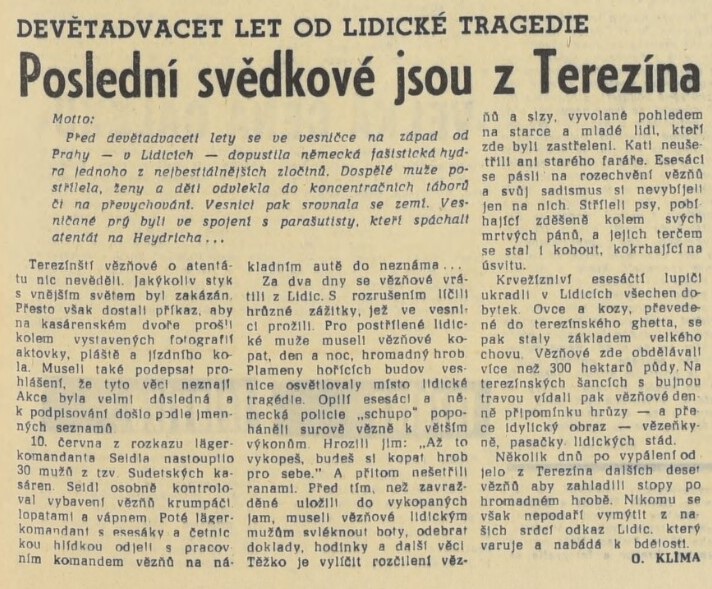 DEVĚTADVACET LET OD LIDICKÉ TRAGEDIE
Poslední svědkové jsou z Terezína
Motto:
Před devětadvaceti lety se ve vesničce na západ od
Prahy — v Lidicích — dopustila německá fašistická hyd
ra jednoho z nejbestiálnějších zločinů. Dospělé muže po
střílela, ženy a děti odvlekla do koncentračních táborů
či na převychování. Vesnici pak srovnala se zemí. Ves
ničané prý byli ve spojení s parašutisty, kteří spáchali
atentát na Heydricha...
Terezínští vězňové o atentá-
tu nic nevěděli. Jakýkoliv styk
s vnějším světem byl zakázán.
Přesto však dostali příkaz, aby
na kasárenském dvoře prošli
kolem vystavených fotografií
aktovky, pláště a jízdního ko
la. Museli také podepsat pro
hlášení, že tyto věci neznají
Akce byla velmi důsledná a
k podpisování došlo podle jmen
ných seznamů
10. června z rozkazu läger-
komandanta Seidla nastoupilo
30 mužů z tzv. Sudetských ka
sáren. Seidl osobně kontrolo
val vybavení vězňů krumpáči
lopatami a vápnem. Poté läger-
komandant s esesáky a četnic
kou hlídkou odjeli s pracov
ním komandem vězňů na ná-
kladním autě do neznáma...
Za dva dny se vězňové vrá
tili z Lidic. S rozrušením líčili
hrůzné zážitky, jež ve vesni
ci prožili. Pro postřílené lidic-
ké muže museli vězňové ko
pat, den a noc, hromadný hrob
Plameny hořících budov ves
nice osvětlovaly místo lidické
tragédie. Opilí esesáci a ně
mecká policie „schupo" popo
háněli surově vězně k větším
výkonům. Hrozili jim: „Až to
vykopeš, budeš si kopat hrob
pro sebe." A přitom nešetřili
ranami. Před tím, než zavraž
děné uložili do vykopaných
jam, museli vězňové lidickým
mužům svléknout boty, odebrat
doklady, hodinky a další věci
Těžko je vylíčit rozčílení věz-
ňů a slzy, vyvolané pohledem
na starce a mladé lidi, kteří
zde byli zastřeleni. Kati neuše
třili ani starého faráře. Esesáci
se pásli na rozechvění vězňů
a svůj sadismus si nevybíjeli
jen na nich. Stříleli psy, pobí
hající zděšeně kolem svých
mrtvých pánů, a jejich terčem
se stal i kohout, kokrhající na
úsvitu.
Krvežízniví esesáčtí lupiči
ukradli v Lidicích všechen do-
bytek. Ovce a kozy, převede-
né do terezínského ghetta, se
pak staly základem velkého
chovu. Vězňové zde obdělávali
více než 300 hektarů půdy. Na
terezínských šancích s bujnou
travou vídali pak vězňové den
ně připomínku hrůzy — a pře
ce idylický obraz — vězeňky-
ně, pasačky lidických stád.
Několik dnů po vypálení od
jelo z Terezína dalších deset
vězňů aby zahladili stopy po
hromadném hrobě. Nikomu se
však nepodaří vymýtit z na
šich srdcí odkaz Lidic, který
varuje a nabádá k bdělosti.
O. KLÍMA